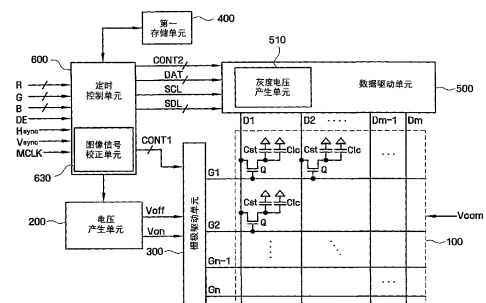 第一
存储单元
400
510
600
CONT2
DAT
SCL
SDL
定时
控制单元
灰度电压
产生单元
数据驱动单元
500
R
G
B
DE
Hsync
Vsync
MCLK
图像信号
校正单元
630
CONT1
D1 D2 Dm-1 Dm
Cst Clc Cst Clc
Q Q
G1
Cst Clc
Q
G2
Gn-1
Gn
200
电压
产生单元
Voff
Von
300
栅极驱动单元
Vcom
100